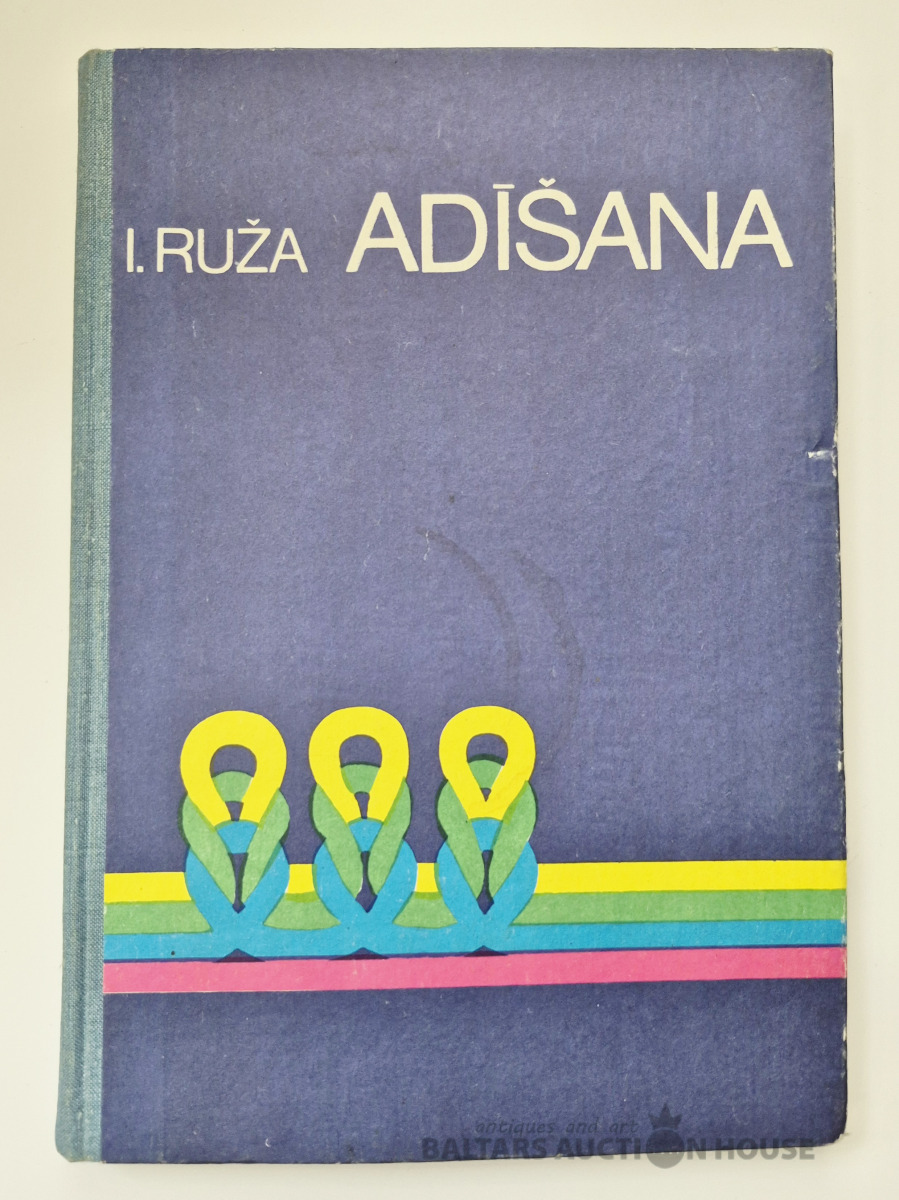 I. RUŽA ADĪŠANA
antiques and art
BALTARS AUCTION HOUSE